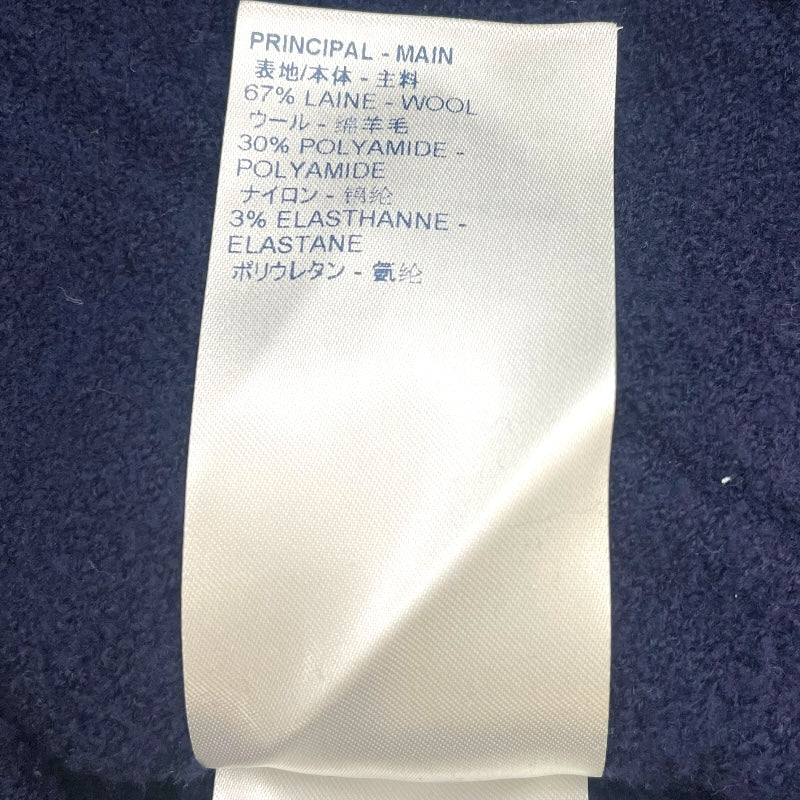 PRINCIPAL - MAIN
表地/本体 - 主料
67% LAINE - WOOL
ウール - 绵羊毛
30% POLYAMIDE -
POLYAMIDE
ナイロン - 锦纶
3% ELASTHANNE -
ELASTANE
ポリウレタン - 氨纶